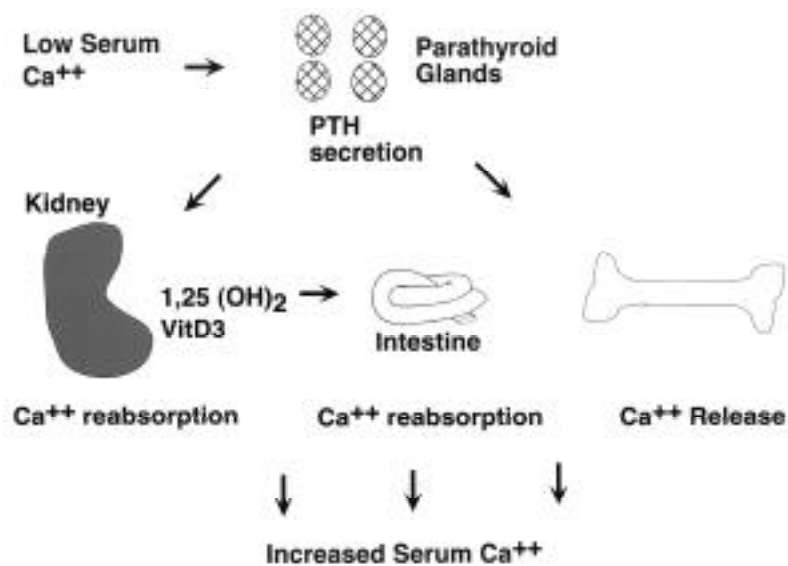 Low Serum
Ca++
Parathyroid
Glands
PTH
secretion
Kidney
1,25 (OH)2
VitD3
Intestine
Ca++ reabsorption
Ca++ reabsorption
Ca++ Release
Increased Serum Ca++